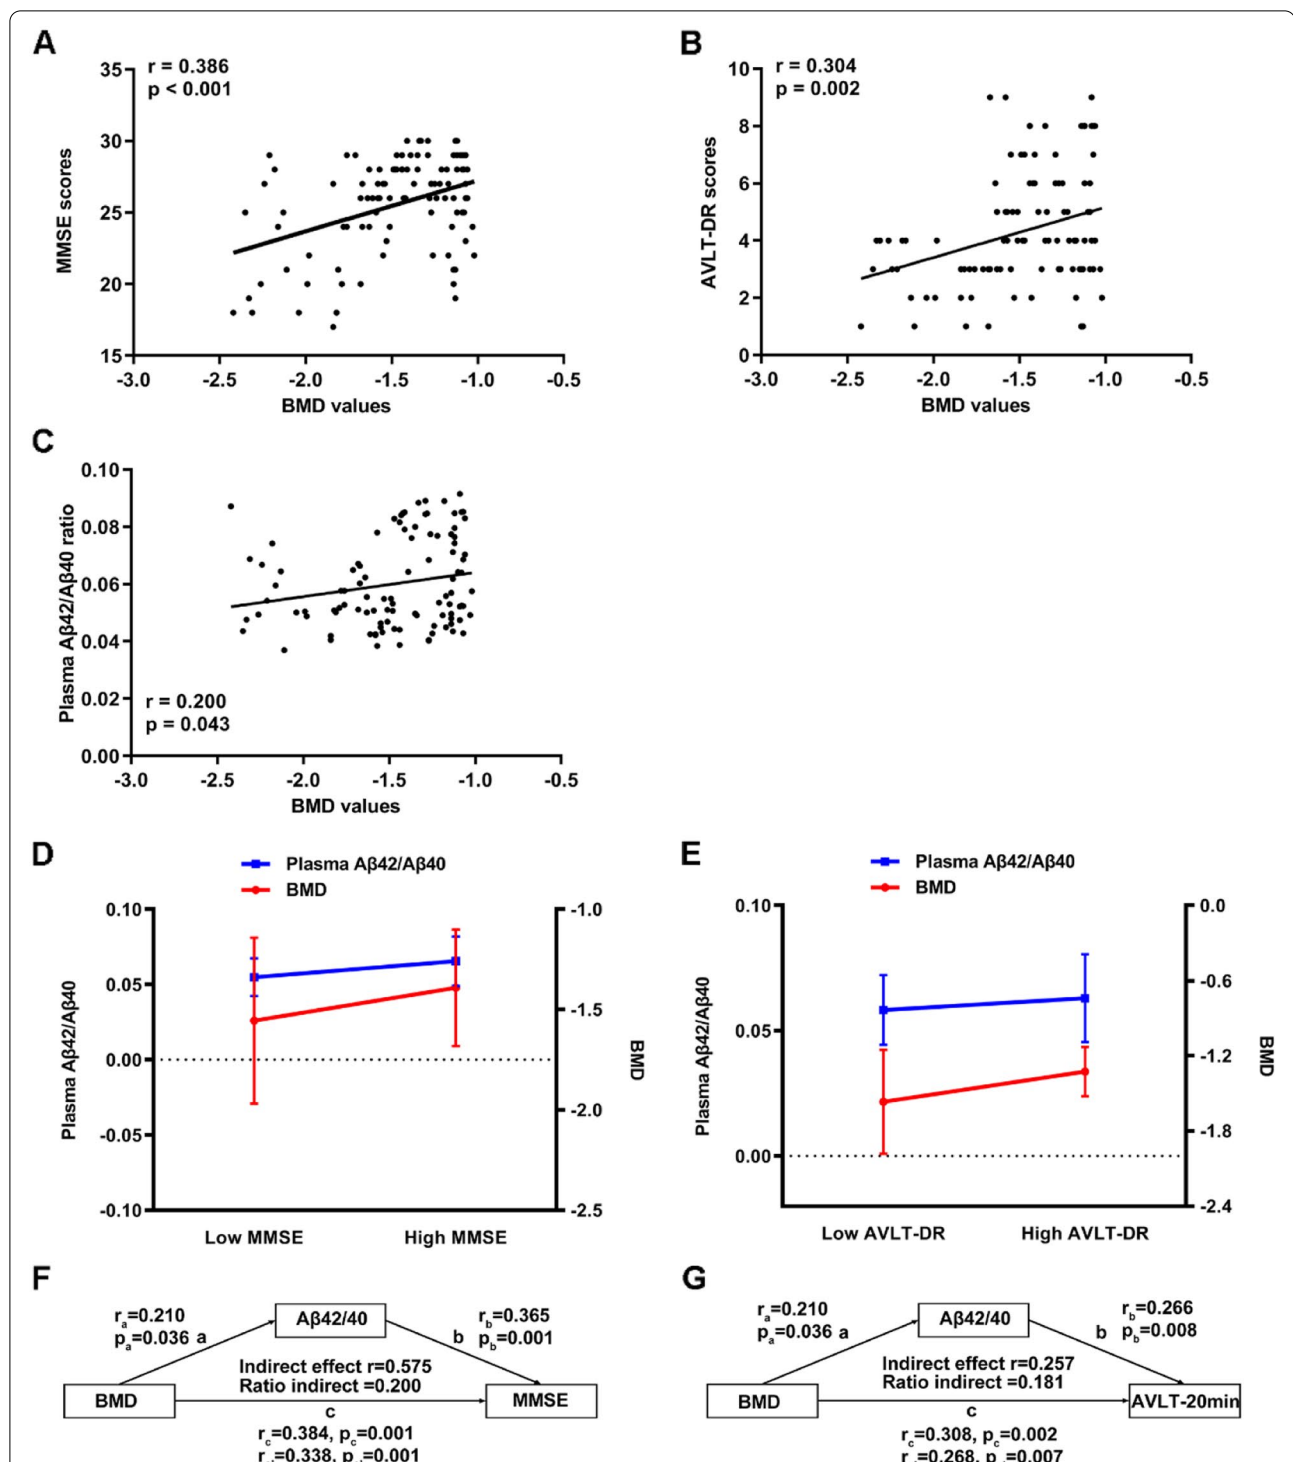 A
r = 0.386
p < 0.001
MMSE scores
35
30
25
20
15
-3.0 -2.5 -2.0 -1.5 -1.0 -0.5
BMD values
B
r = 0.304
p = 0.002
AVLT-DR scores
10
8
6
4
2
0
-3.0 -2.5 -2.0 -1.5 -1.0 -0.5
BMD values
C
Plasma Aβ42/Aβ40 ratio
0.10
0.08
0.06
0.04
0.02
0.00
r = 0.200
p = 0.043
-3.0 -2.5 -2.0 -1.5 -1.0 -0.5
BMD values
D
Plasma Aβ42/Aβ40
BMD
Plasma Aβ42/Aβ40
0.10
0.05
0.00
-0.05
-0.10
-1.0
-1.5
-2.0
-2.5
BMD
Low MMSE High MMSE
E
Plasma Aβ42/Aβ40
BMD
Plasma Aβ42/Aβ40
0.10
0.05
0.00
0.0
-0.6
-1.2
-1.8
-2.4
BMD
Low AVLT-DR High AVLT-DR
F
ra=0.210
pa=0.036 a
Aβ42/40
rb=0.365
b pb=0.001
Indirect effect r=0.575
Ratio indirect =0.200
BMD
MMSE
c
rc=0.384, pc=0.001
=0.338, =0.001
G
ra=0.210
pa=0.036 a
Aβ42/40
rb=0.266
b pb=0.008
Indirect effect r=0.257
Ratio indirect =0.181
BMD
AVLT-20min
c
rc=0.308, pc=0.002
=0.268, =0.007